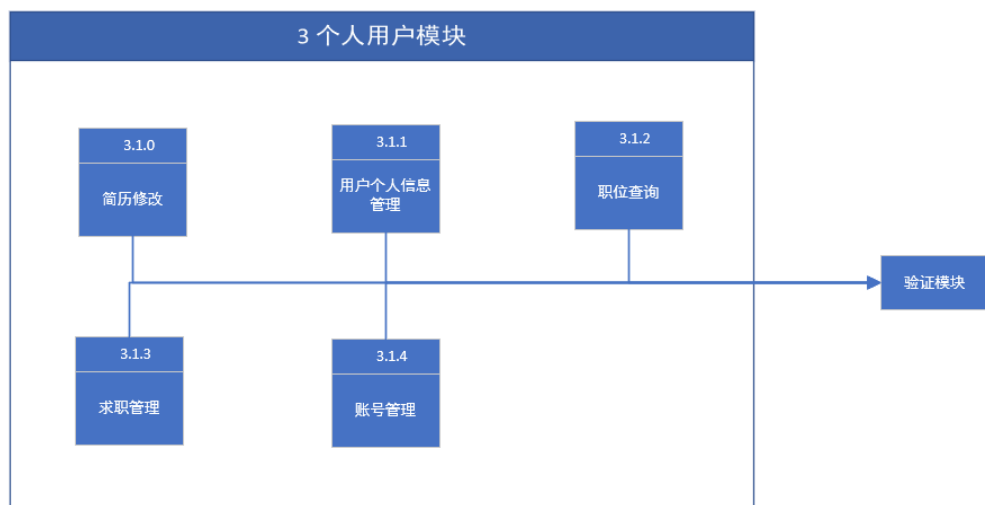 3 个人用户模块
3.1.0
简历修改
3.1.1
用户个人信息
管理
3.1.2
职位查询
验证模块
3.1.3
求职管理
3.1.4
账号管理